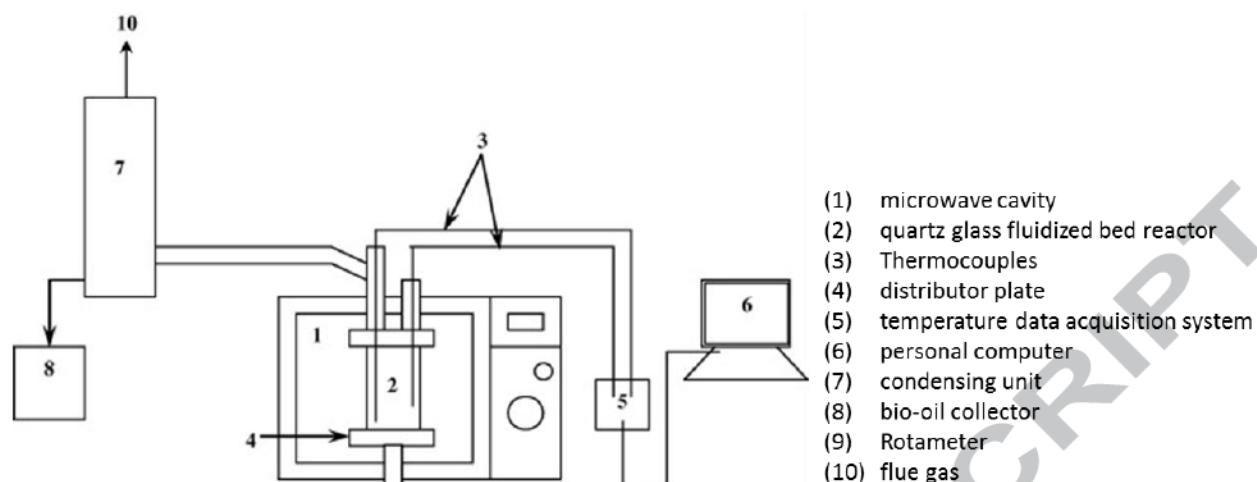 10
7
3
6
1
2
8
5
4
(1) microwave cavity
(2) quartz glass fluidized bed reactor
(3) Thermocouples
(4) distributor plate
(5) temperature data acquisition system
(6) personal computer
(7) condensing unit
(8) bio-oil collector
(9) Rotameter
(10) flue gas
CRIPT